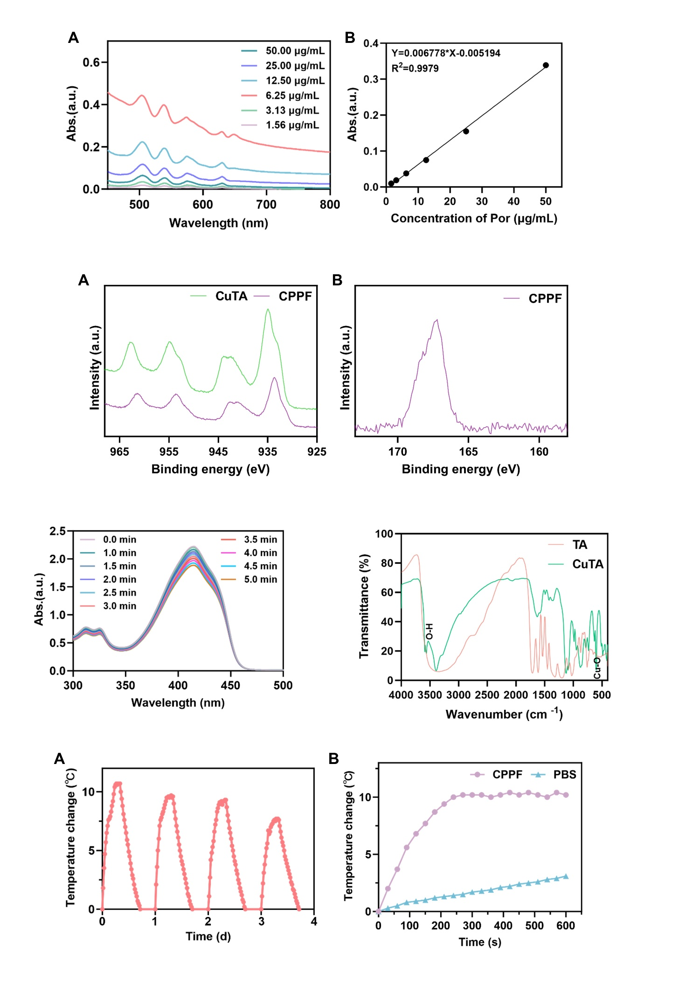 A
0.6
0.4
0.2
0.0
Abs.(a.u.)
50.00 µg/mL
25.00 µg/mL
12.50 µg/mL
6.25 µg/mL
3.13 µg/mL
1.56 µg/mL
500 600 700 800
Wavelength (nm)
B
0.4
0.3
0.2
0.1
0.0
Abs.(a.u.)
Y=0.006778*X-0.005194
R²=0.9979
0 10 20 30 40 50
Concentration of Por (µg/mL)
A
Intensity (a.u.)
CuTA CPPF
965 955 945 935 925
Binding energy (eV)
B
Intensity (a.u.)
CPPF
170 165 160
Binding energy (eV)
2.5
2.0
1.5
1.0
0.5
0.0
Abs.(a.u.)
0.0 min
1.0 min
1.5 min
2.0 min
2.5 min
3.0 min
3.5 min
4.0 min
4.5 min
5.0 min
300 350 400 450 500
Wavelength (nm)
100
80
60
40
20
0
Transmittance (%)
TA
CuTA
O-H
Cu-O
4000 3500 3000 2500 2000 1500 1000 500
Wavenumber (cm ⁻¹)
A
10
5
0
Temperature change (℃)
0 1 2 3 4
Time (d)
B
10
5
0
Temperature change (℃)
CPPF PBS
0 100 200 300 400 500 600
Time (s)